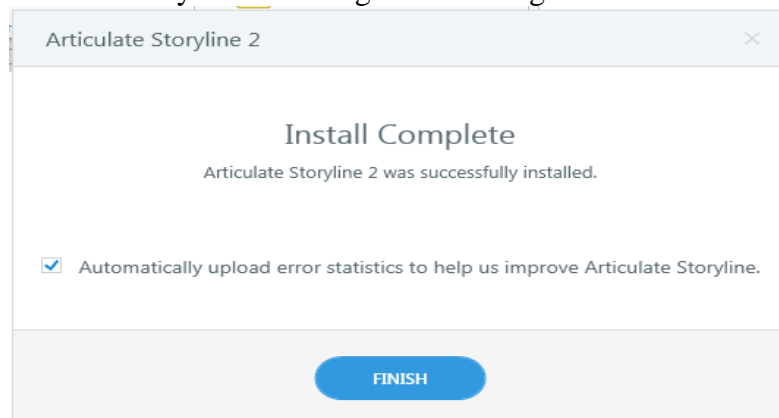 Articulate Storyline 2
Install Complete
Articulate Storyline 2 was successfully installed.
Automatically upload error statistics to help us improve Articulate Storyline.
FINISH